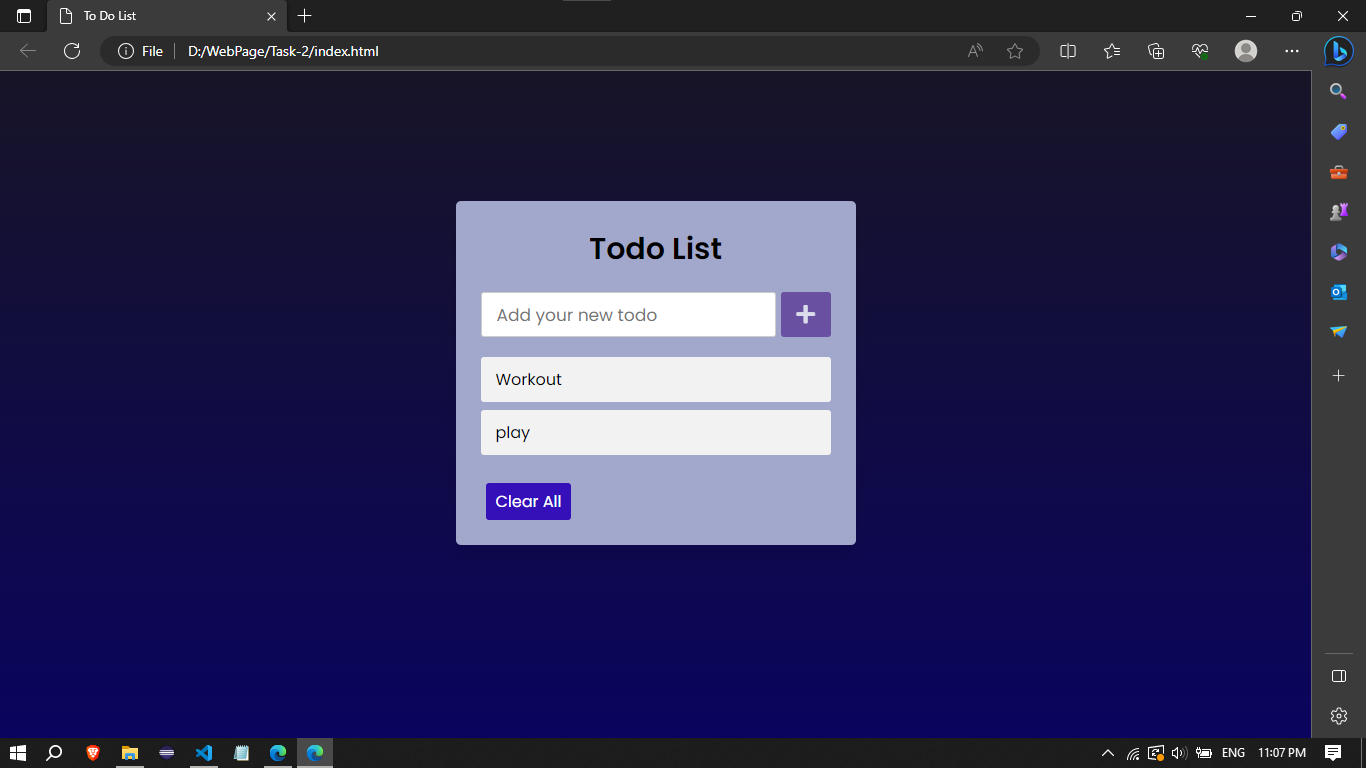 To Do List
File D:/WebPage/Task-2/index.html
Todo List
Add your new todo
Workout
play
Clear All
ENG 11:07 PM